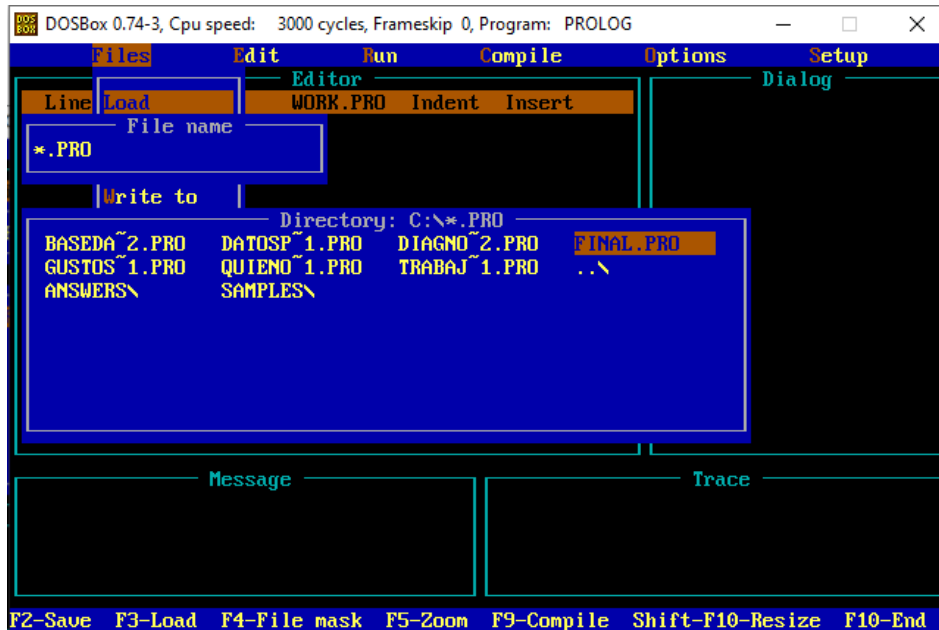 DOS BOX DOSBox 0.74-3, Cpu speed: 3000 cycles, Frameskip 0, Program: PROLOG
Files Edit Run Compile Options Setup
Editor Dialog
Line Load WORK.PRO Indent Insert
File name
*.PRO
Write to
Directory: C:\*.PRO
BASEDA~2.PRO DATOSP~1.PRO DIAGNO~2.PRO FINAL.PRO
GUSTOS~1.PRO QUIENO~1.PRO TRABAJ~1.PRO ..\
ANSWERS\ SAMPLES\
Message Trace
F2-Save F3-Load F4-File mask F5-Zoom F9-Compile Shift-F10-Resize F10-End